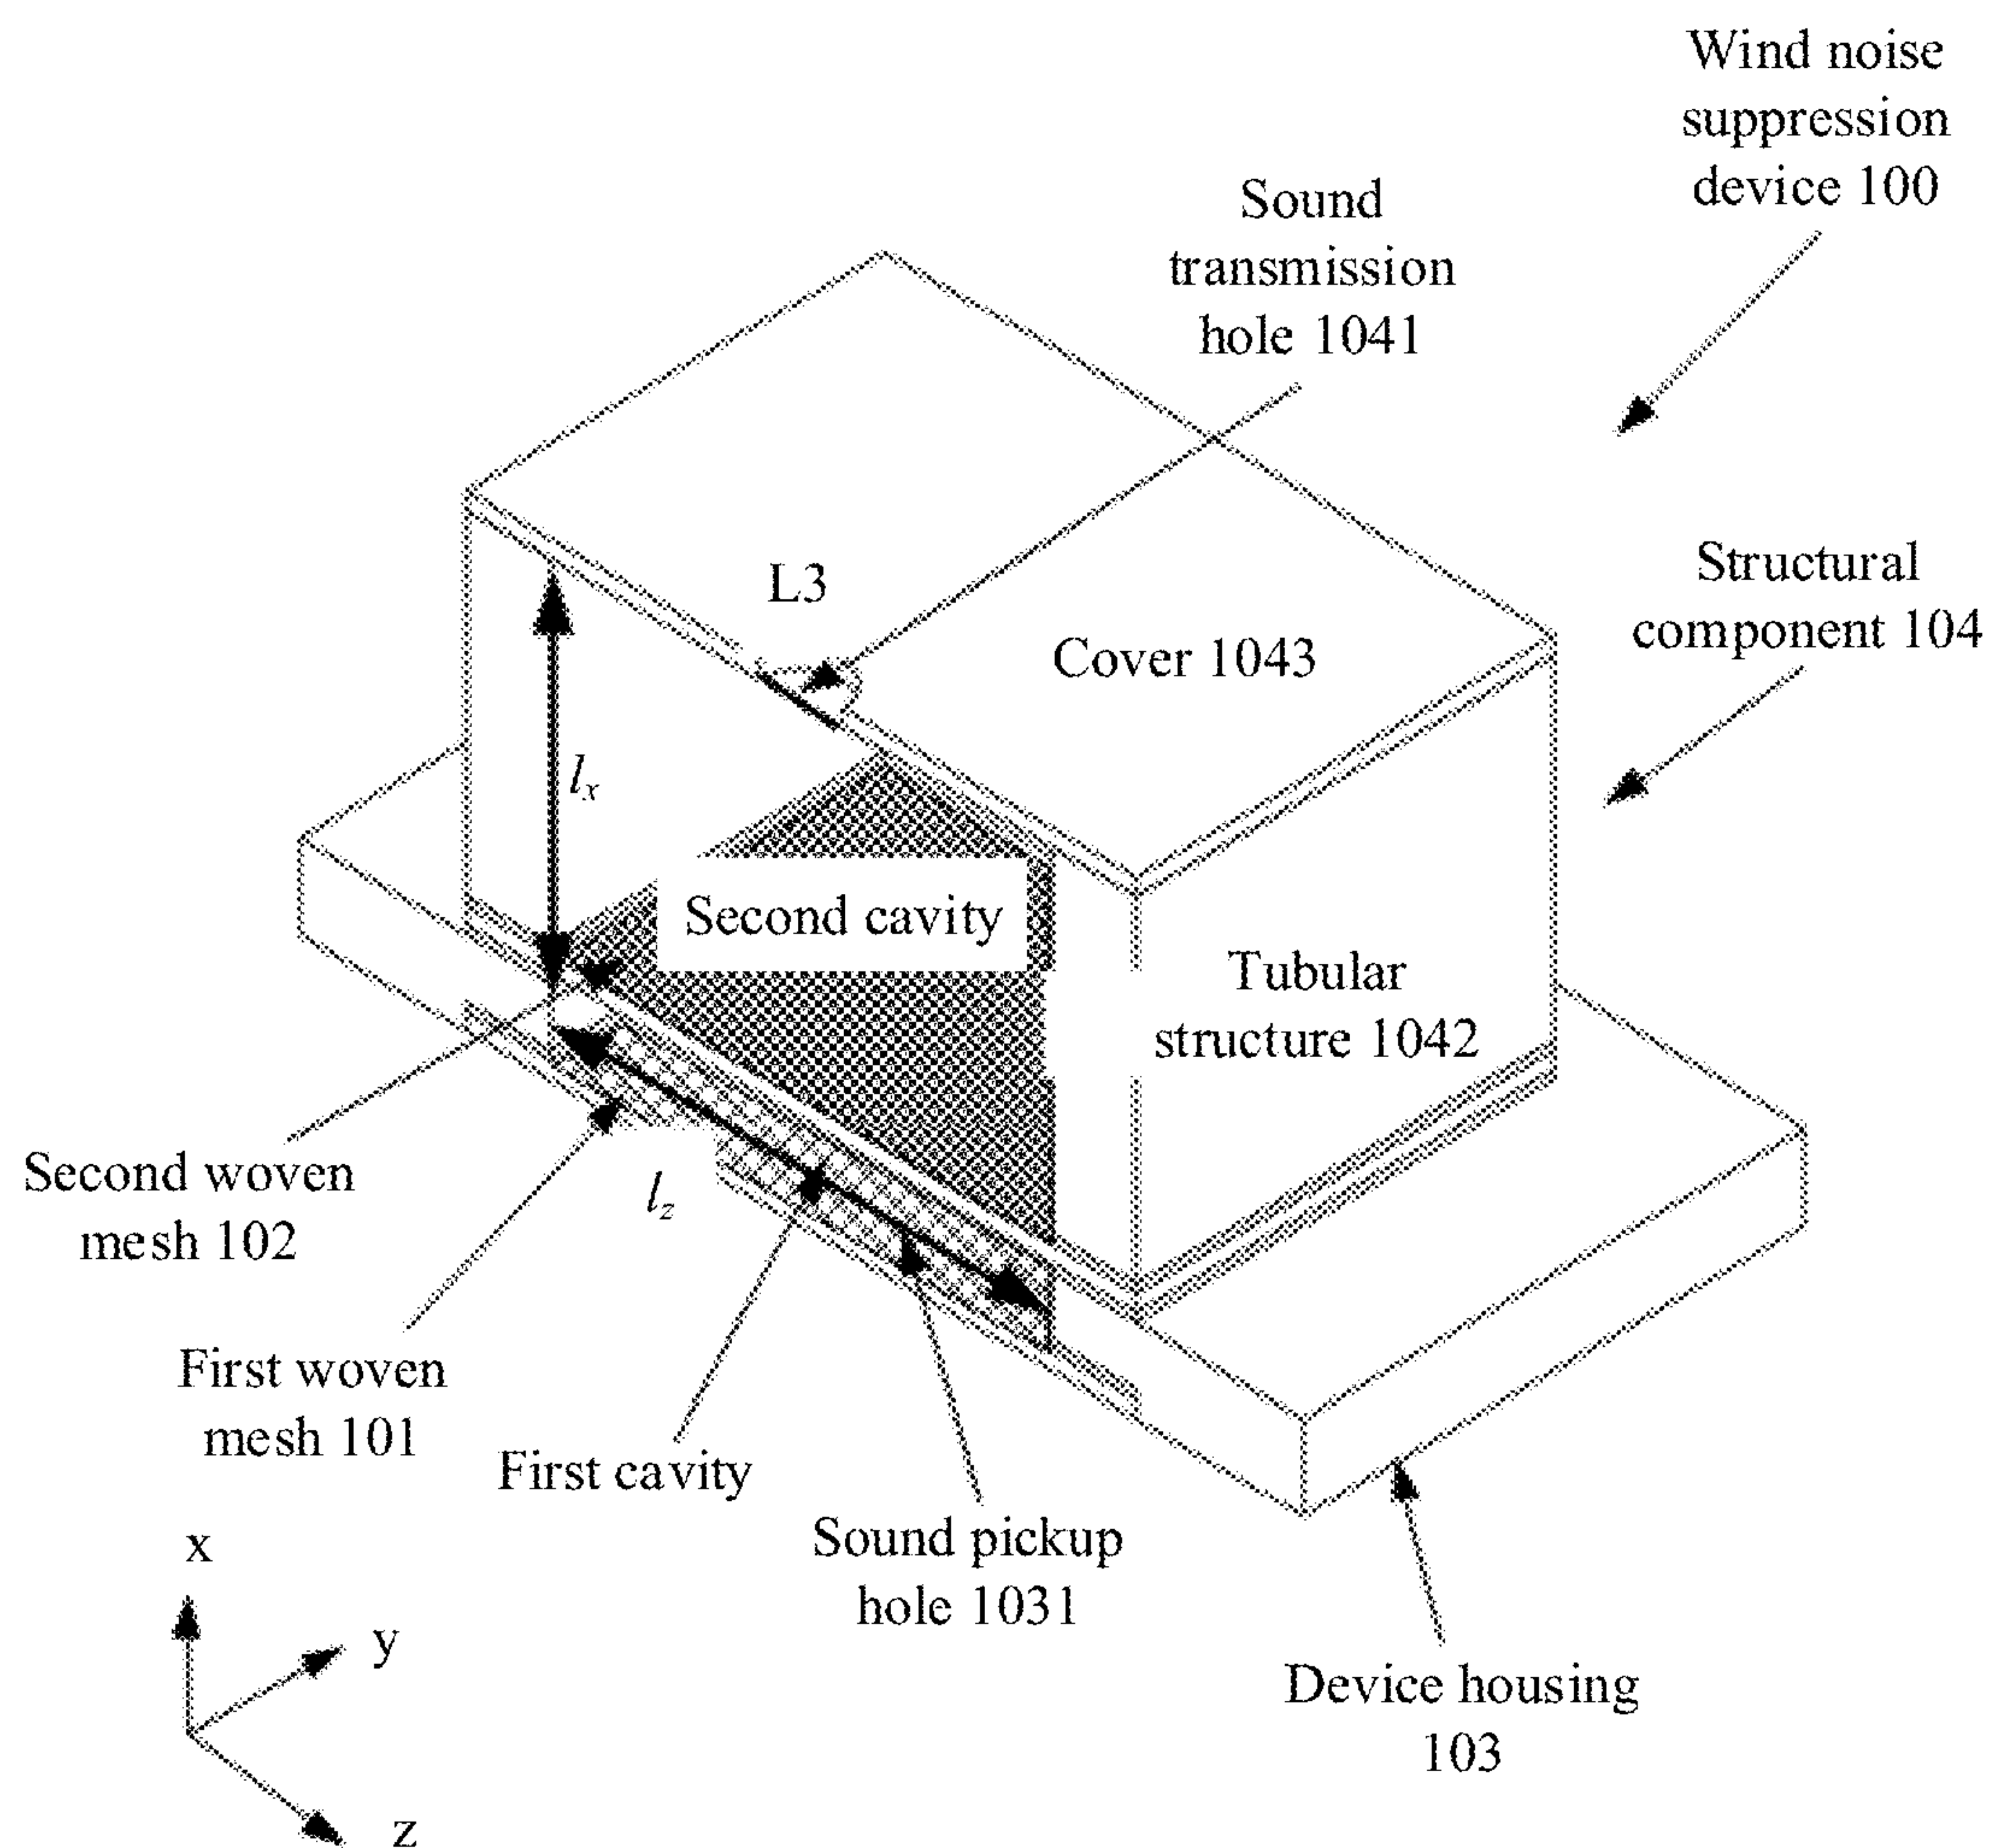 Wind noise
suppression
device 100
Sound
transmission
hole 1041
Structural
component 104
L3
Cover 1043
lx
Second cavity
Tubular
structure 1042
Second woven
mesh 102
lz
First woven
mesh 101
First cavity
Sound pickup
hole 1031
Device housing
103
x
y
z